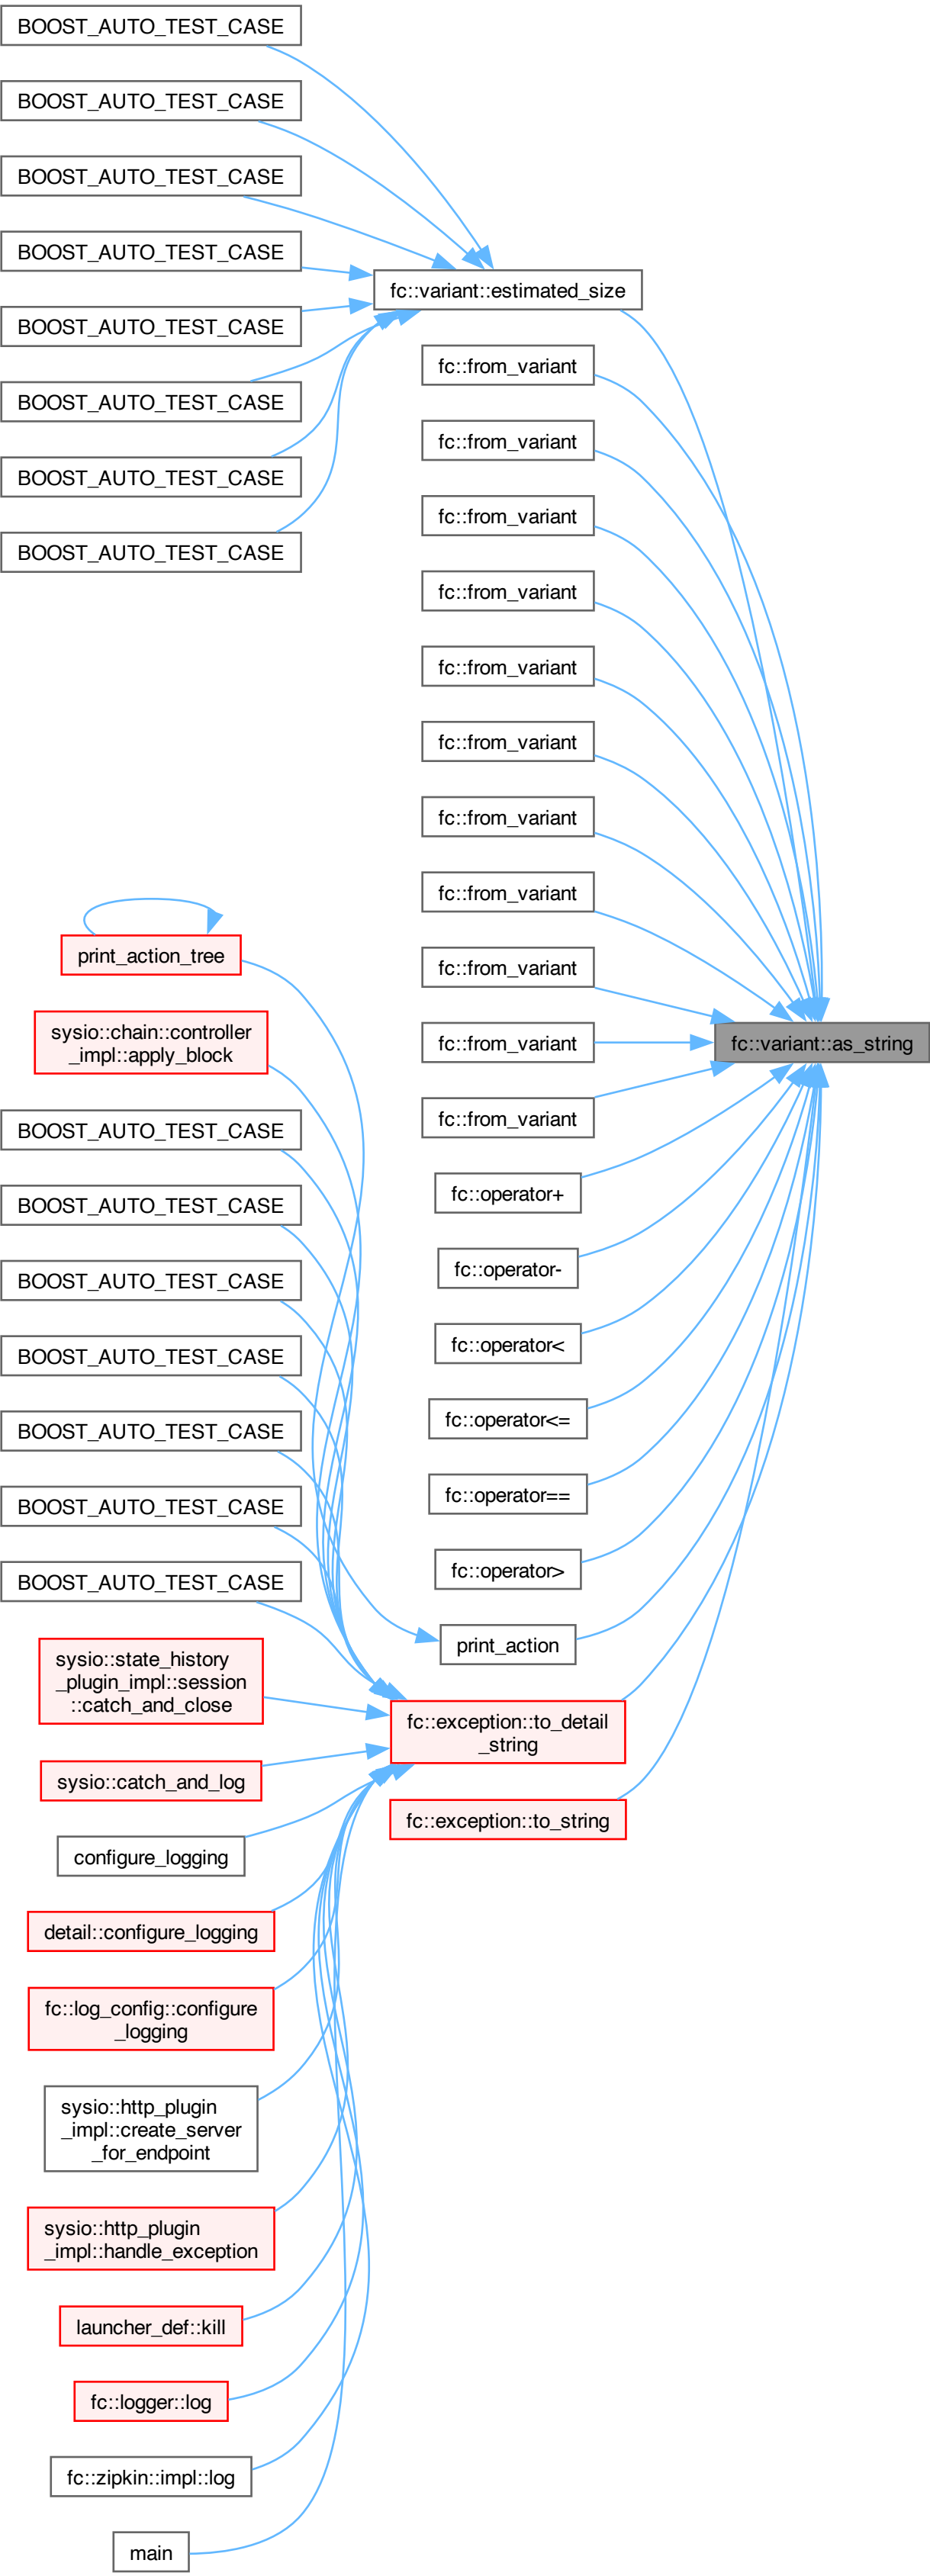 BOOST_AUTO_TEST_CASE
BOOST_AUTO_TEST_CASE
BOOST_AUTO_TEST_CASE
BOOST_AUTO_TEST_CASE
fc::variant::estimated_size
BOOST_AUTO_TEST_CASE
fc::from_variant
BOOST_AUTO_TEST_CASE
fc::from_variant
BOOST_AUTO_TEST_CASE
fc::from_variant
BOOST_AUTO_TEST_CASE
fc::from_variant
fc::from_variant
fc::from_variant
fc::from_variant
fc::from_variant
print_action_tree
fc::from_variant
sysio::chain::controller
_impl::apply_block
fc::from_variant
fc::variant::as_string
fc::from_variant
BOOST_AUTO_TEST_CASE
fc::operator+
BOOST_AUTO_TEST_CASE
fc::operator-
BOOST_AUTO_TEST_CASE
fc::operator<
BOOST_AUTO_TEST_CASE
fc::operator<=
BOOST_AUTO_TEST_CASE
fc::operator==
BOOST_AUTO_TEST_CASE
fc::operator>
BOOST_AUTO_TEST_CASE
print_action
sysio::state_history
_plugin_impl::session
::catch_and_close
fc::exception::to_detail
_string
sysio::catch_and_log
fc::exception::to_string
configure_logging
detail::configure_logging
fc::log_config::configure
_logging
sysio::http_plugin
_impl::create_server
_for_endpoint
sysio::http_plugin
_impl::handle_exception
launcher_def::kill
fc::logger::log
fc::zipkin::impl::log
main